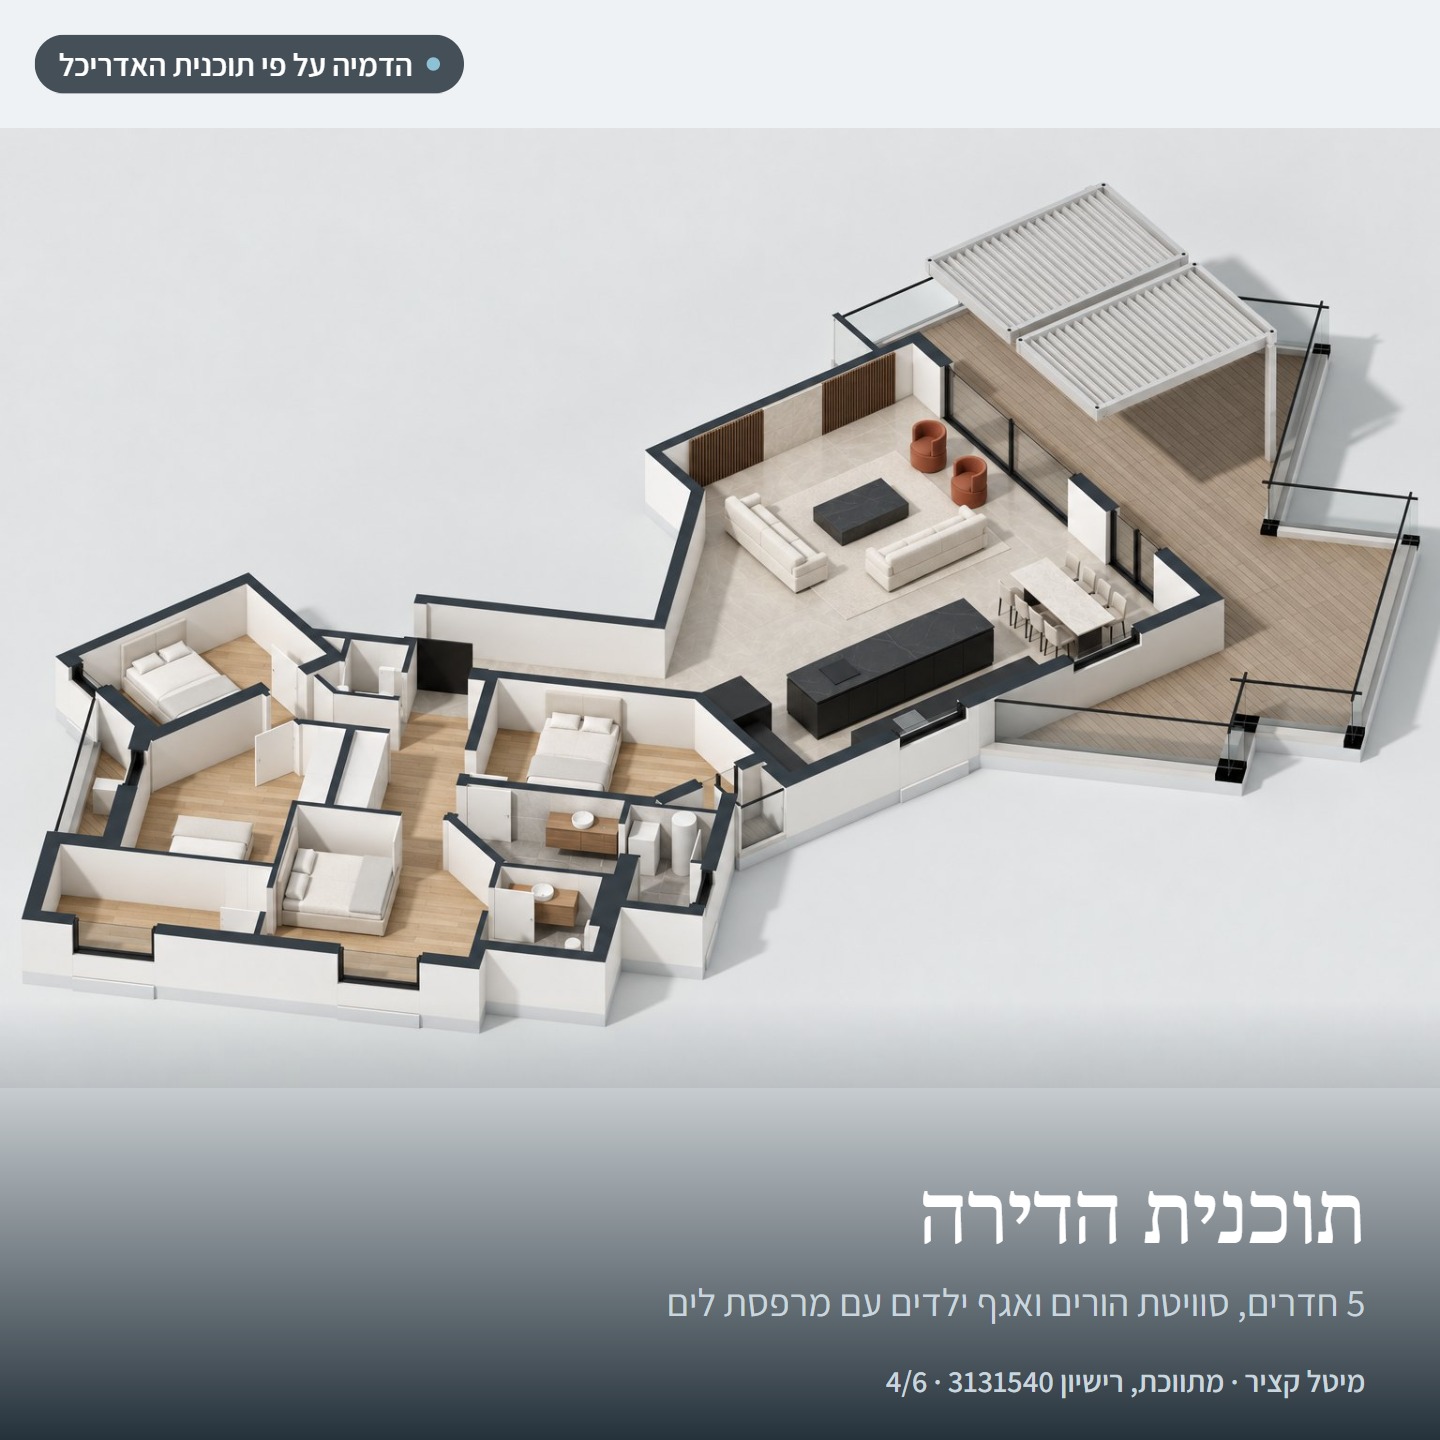 הדמיה על פי תוכנית האדריכל
תוכנית הדירה
5 חדרים, סוויטת הורים ואגף ילדים עם מרפסת לים
מיטל קציר · מתווכת, רישיון 3131540 · 4/6